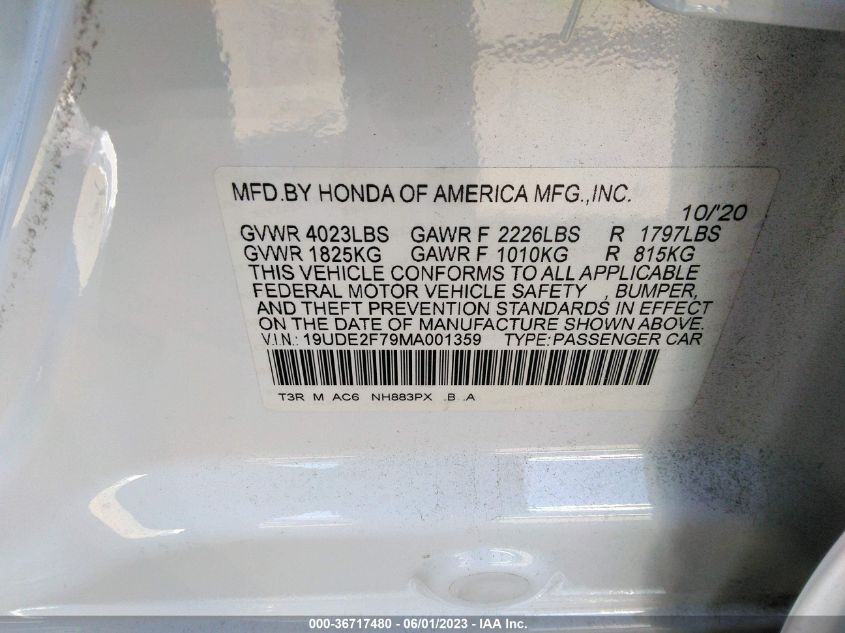 MFD.BY HONDA OF AMERICA MFG.,INC.
10/'20
GVWR 4023LBS GAWR F 2226LBS R 1797LBS
GVWR 1825KG GAWR F 1010KG R 815KG
THIS VEHICLE CONFORMS TO ALL APPLICABLE
FEDERAL MOTOR VEHICLE SAFETY , BUMPER,
AND THEFT PREVENTION STANDARDS IN EFFECT
ON THE DATE OF MANUFACTURE SHOWN ABOVE.
V.I.N.: 19UDE2F79MA001359 TYPE:PASSENGER CAR
T3R M AC6 NH883PX .B .A
000-36717480 - 06/01/2023 - IAA Inc.